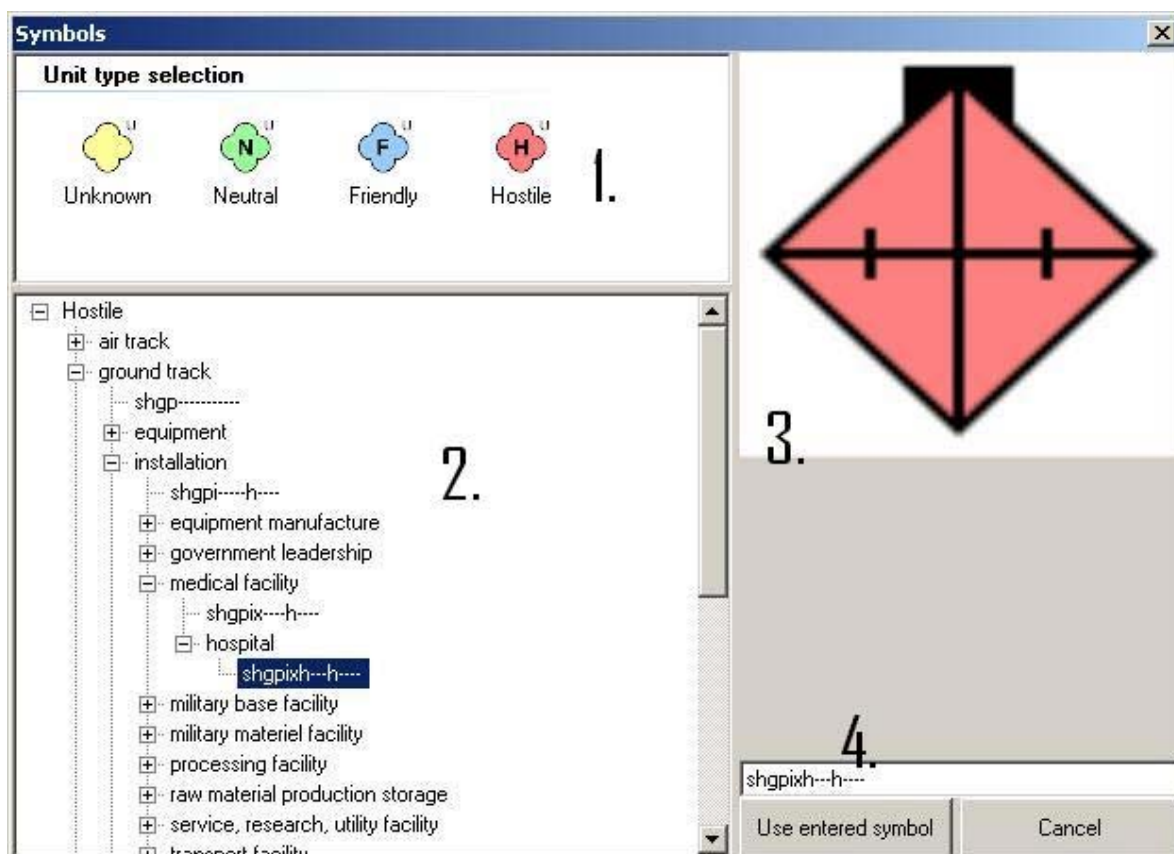 Symbols
Unit type selection
U U U U
N F H
Unknown Neutral Friendly Hostile
1.
Hostile
air track
ground track
shgp-----------
equipment
installation
shgpi-----h----
equipment manufacture
government leadership
medical facility
shgpix----h----
hospital
shgpixh---h----
military base facility
military materiel facility
processing facility
raw material production storage
service, research, utility facility
transport facility
2.
3.
4.
shgpixh---h----
Use entered symbol Cancel